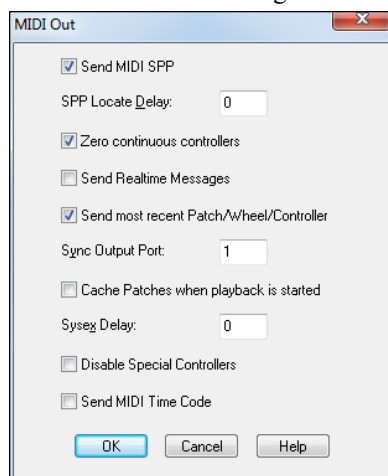 MIDI Out
Send MIDI SPP
SPP Locate Delay: 0
Zero continuous controllers
Send Realtime Messages
Send most recent Patch/Wheel/Controller
Sync Output Port: 1
Cache Patches when playback is started
Sysex Delay: 0
Disable Special Controllers
Send MIDI Time Code
OK Cancel Help